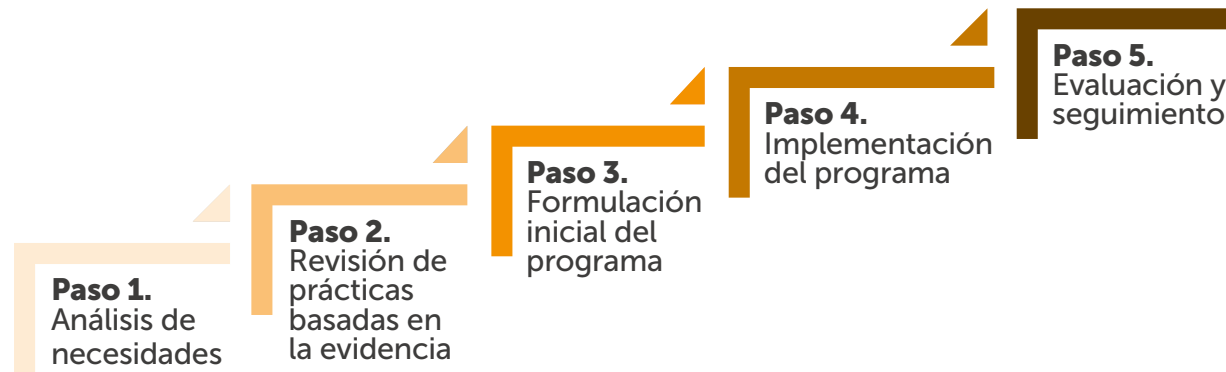 Paso 1.
Análisis de
necesidades
Paso 2.
Revisión de
prácticas
basadas en
la evidencia
Paso 3.
Formulación
inicial del
programa
Paso 4.
Implementación
del programa
Paso 5.
Evaluación y
seguimiento